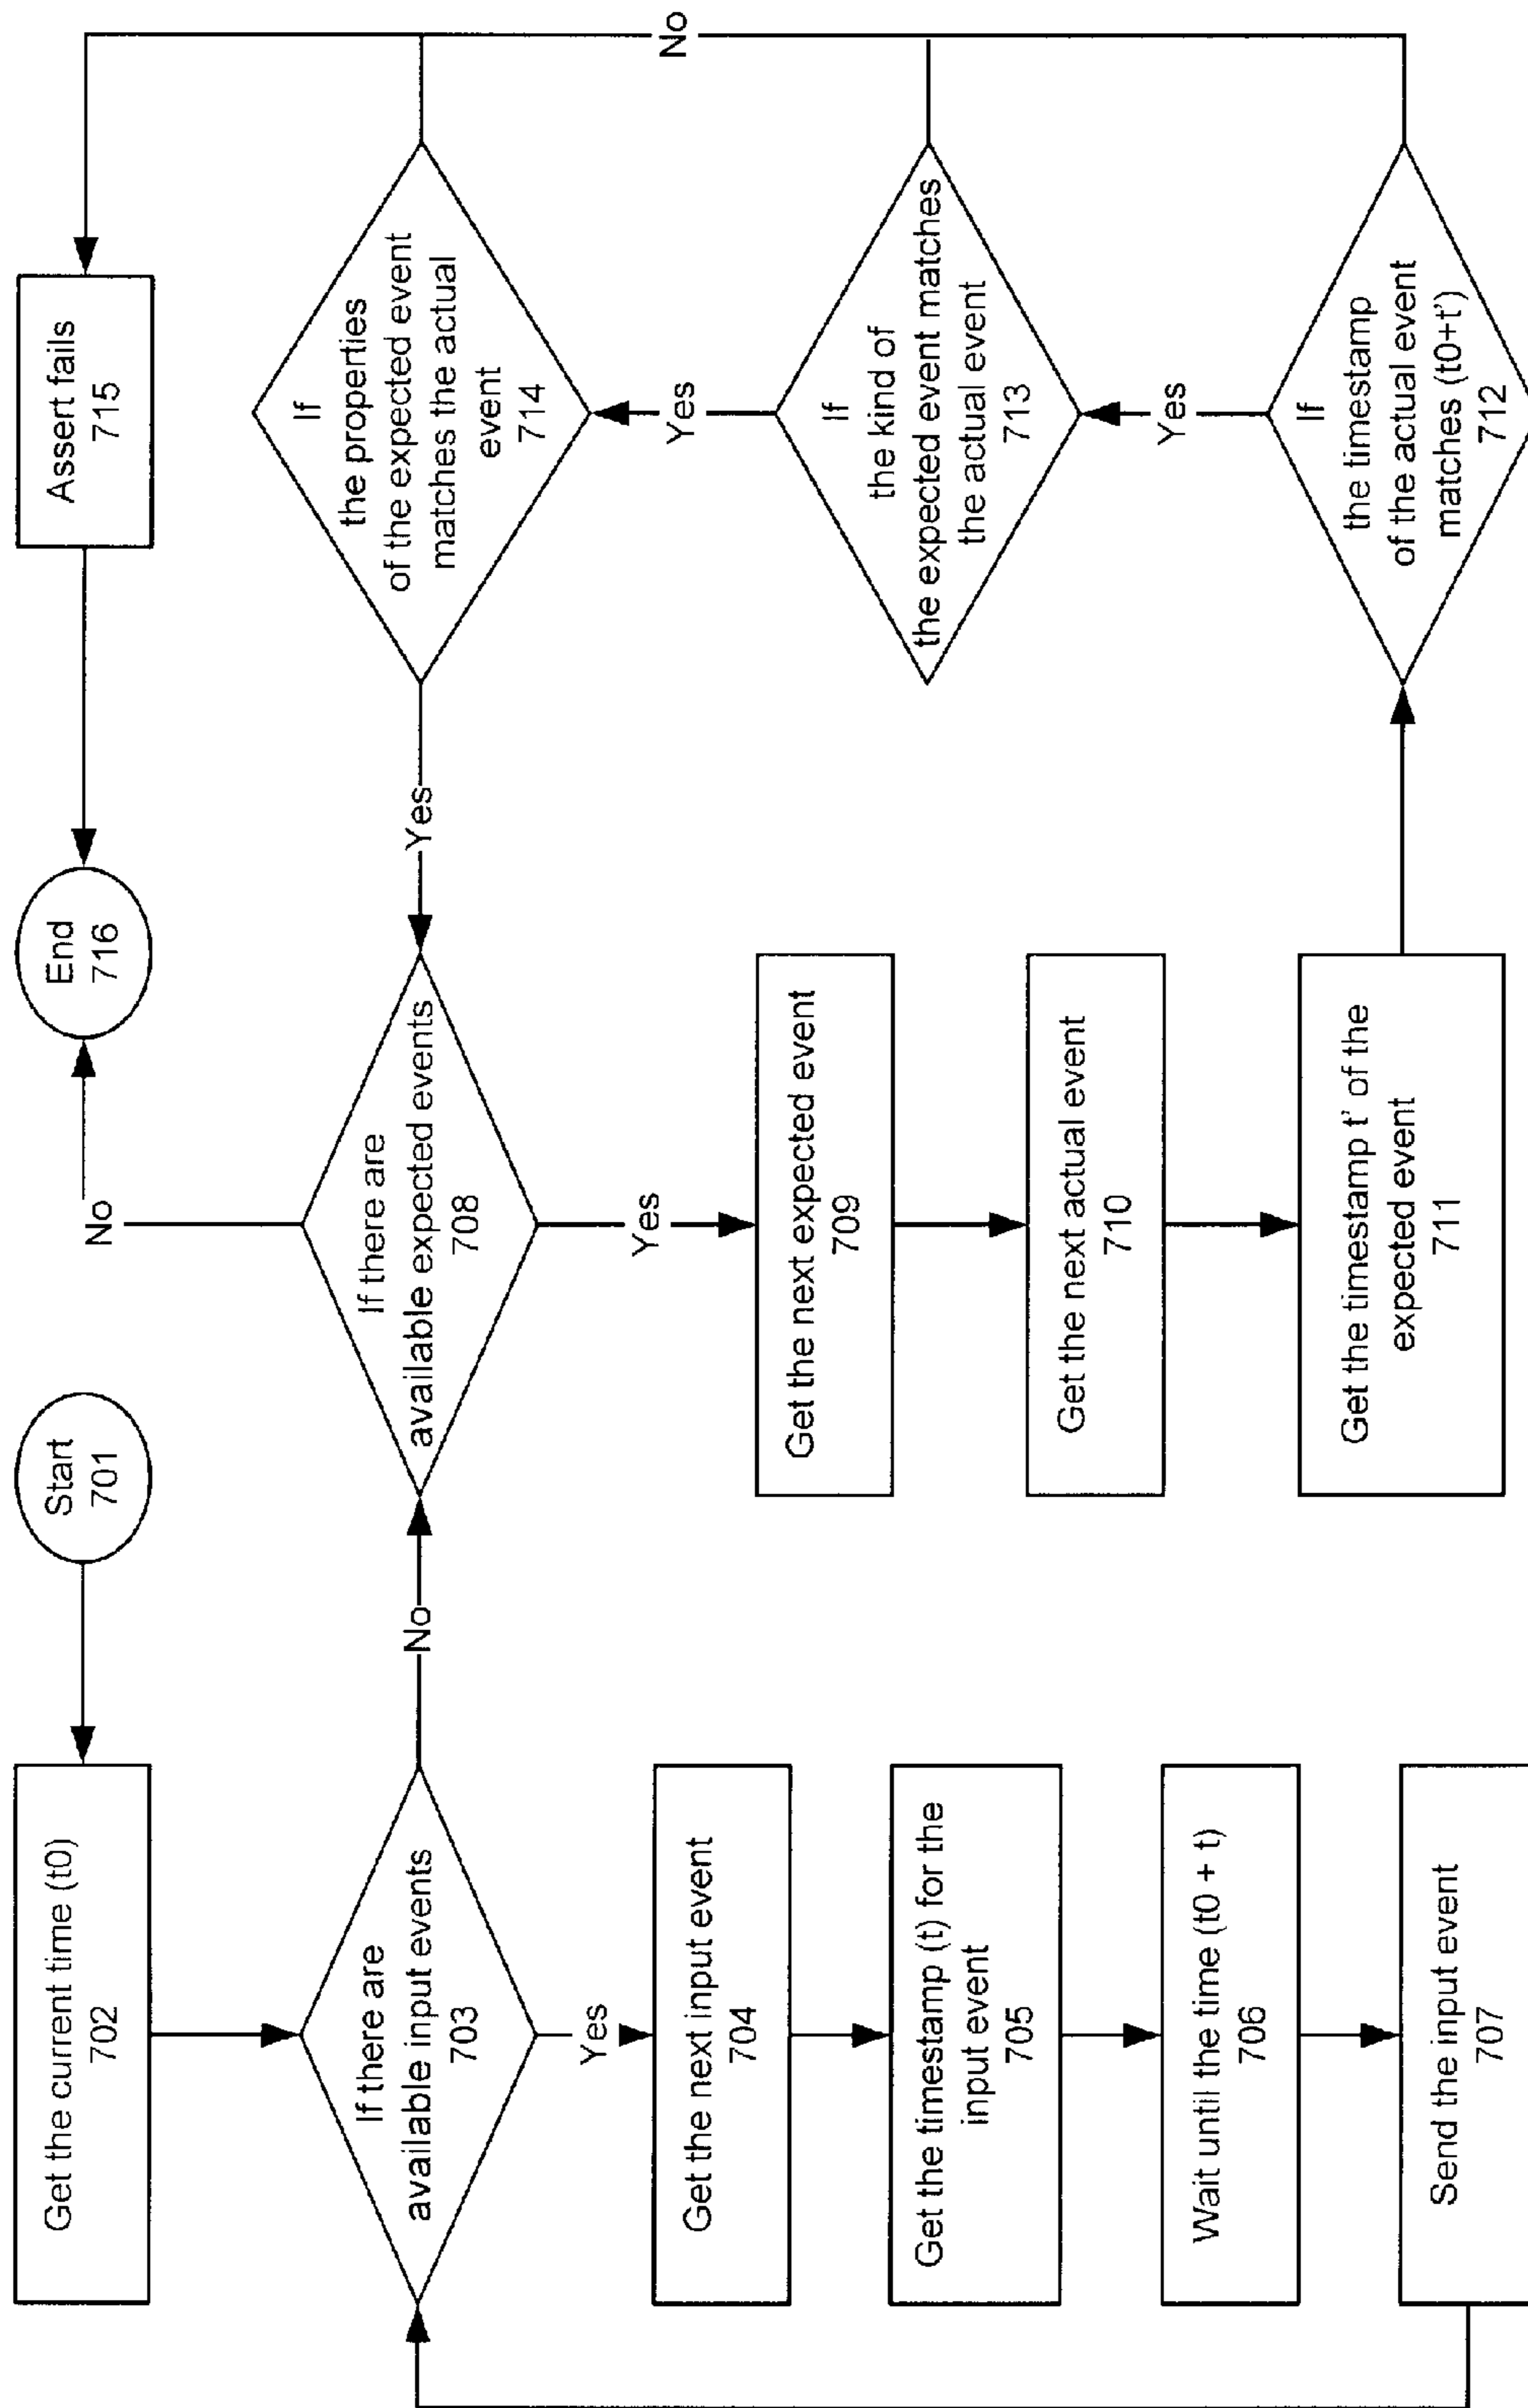 Start
701
Get the current time (t0)
702
If there are
available input events
703
Yes
No
Get the next input event
704
Get the timestamp (t) for the
input event
705
Wait until the time (t0 + t)
706
Send the input event
707
If there are
available expected events
708
No
Yes
Get the next expected event
709
Get the next actual event
710
Get the timestamp t' of the
expected event
711
If
the timestamp
of the actual event
matches (t0+t')
712
Yes
If
the kind of
the expected event matches
the actual event
713
Yes
If
the properties
of the expected event
matches the actual
event
714
Yes
No
Assert fails
715
End
716